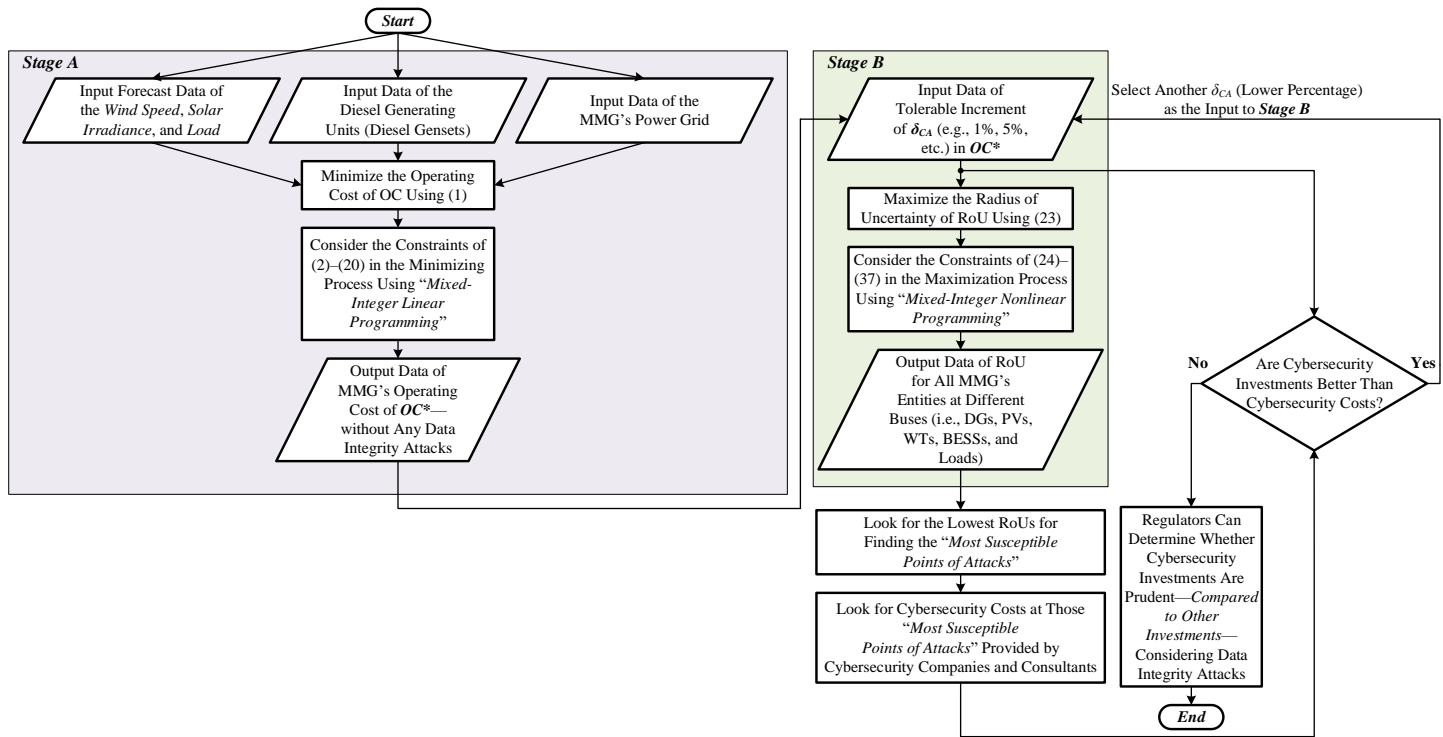 Start
Stage A
Input Forecast Data of
the Wind Speed, Solar
Irradiance, and Load
Input Data of the
Diesel Generating
Units (Diesel Gensets)
Input Data of the
MMG's Power Grid
Minimize the Operating
Cost of OC Using (1)
Consider the Constraints of
(2)–(20) in the Minimizing
Process Using “Mixed-
Integer Linear
Programming”
Output Data of
MMG's Operating
Cost of OC*—
without Any Data
Integrity Attacks
Stage B
Input Data of
Tolerable Increment
of δCA (e.g., 1%, 5%,
etc.) in OC*
Maximize the Radius of
Uncertainty of RoU Using (23)
Consider the Constraints of (24)–
(37) in the Maximization Process
Using “Mixed-Integer Nonlinear
Programming”
Output Data of RoU
for All MMG's
Entities at Different
Buses (i.e., DGs, PVs,
WTs, BESSs, and
Loads)
Look for the Lowest RoUs for
Finding the “Most Susceptible
Points of Attacks”
Look for Cybersecurity Costs at Those
“Most Susceptible
Points of Attacks” Provided by
Cybersecurity Companies and Consultants
Select Another δCA (Lower Percentage)
as the Input to Stage B
No
Are Cybersecurity
Investments Better Than
Cybersecurity Costs?
Yes
Regulators Can
Determine Whether
Cybersecurity
Investments Are
Prudent—Compared
to Other
Investments—
Considering Data
Integrity Attacks
End